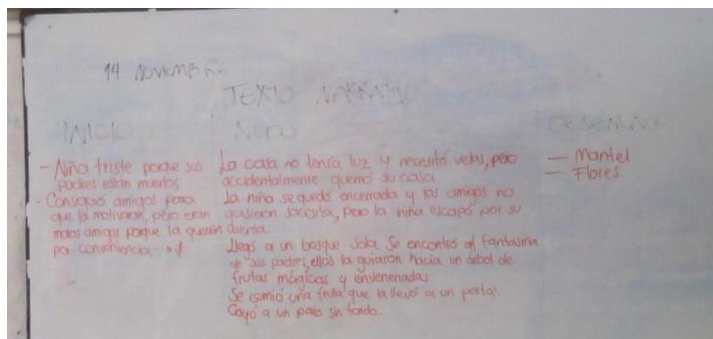 14 NOVIEMBRE
TEXTO NARRATIVO
INICIO
- Niña triste porque sus
padres están muertos
- Consiguió amigos para
que la motivaran, pero eran
malos amigos porque la querían
por conveniencia.
NUDO
La casa no tenía luz y necesitó velas, pero
accidentalmente quemó su casa
La niña se quedó encerrada y los amigos no
quisieron sacarla, pero la niña escapó por su
cuenta.
Llegó a un bosque sola. Se encontró al fantasma
de sus padres, ellos la guiaron hacia un árbol de
frutas mágicas y envenenadas
Se comió una fruta que la llevó a un portal.
Cayó a un pozo sin fondo.
DESENLACE
— Mantel
— Flores